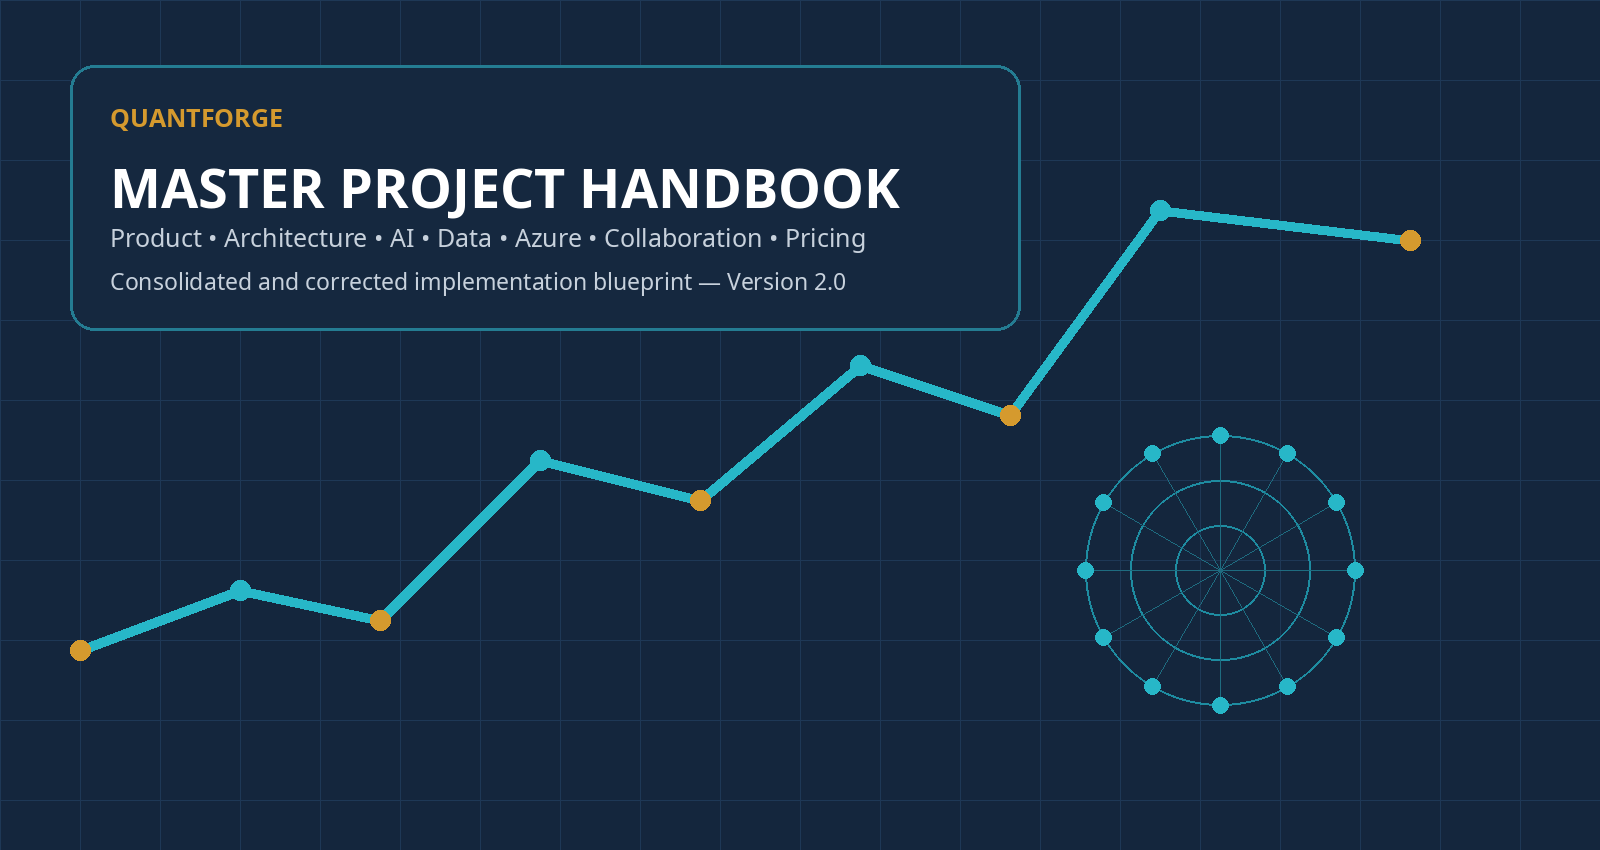 QUANTFORGE
MASTER PROJECT HANDBOOK
Product • Architecture • AI • Data • Azure • Collaboration • Pricing
Consolidated and corrected implementation blueprint — Version 2.0